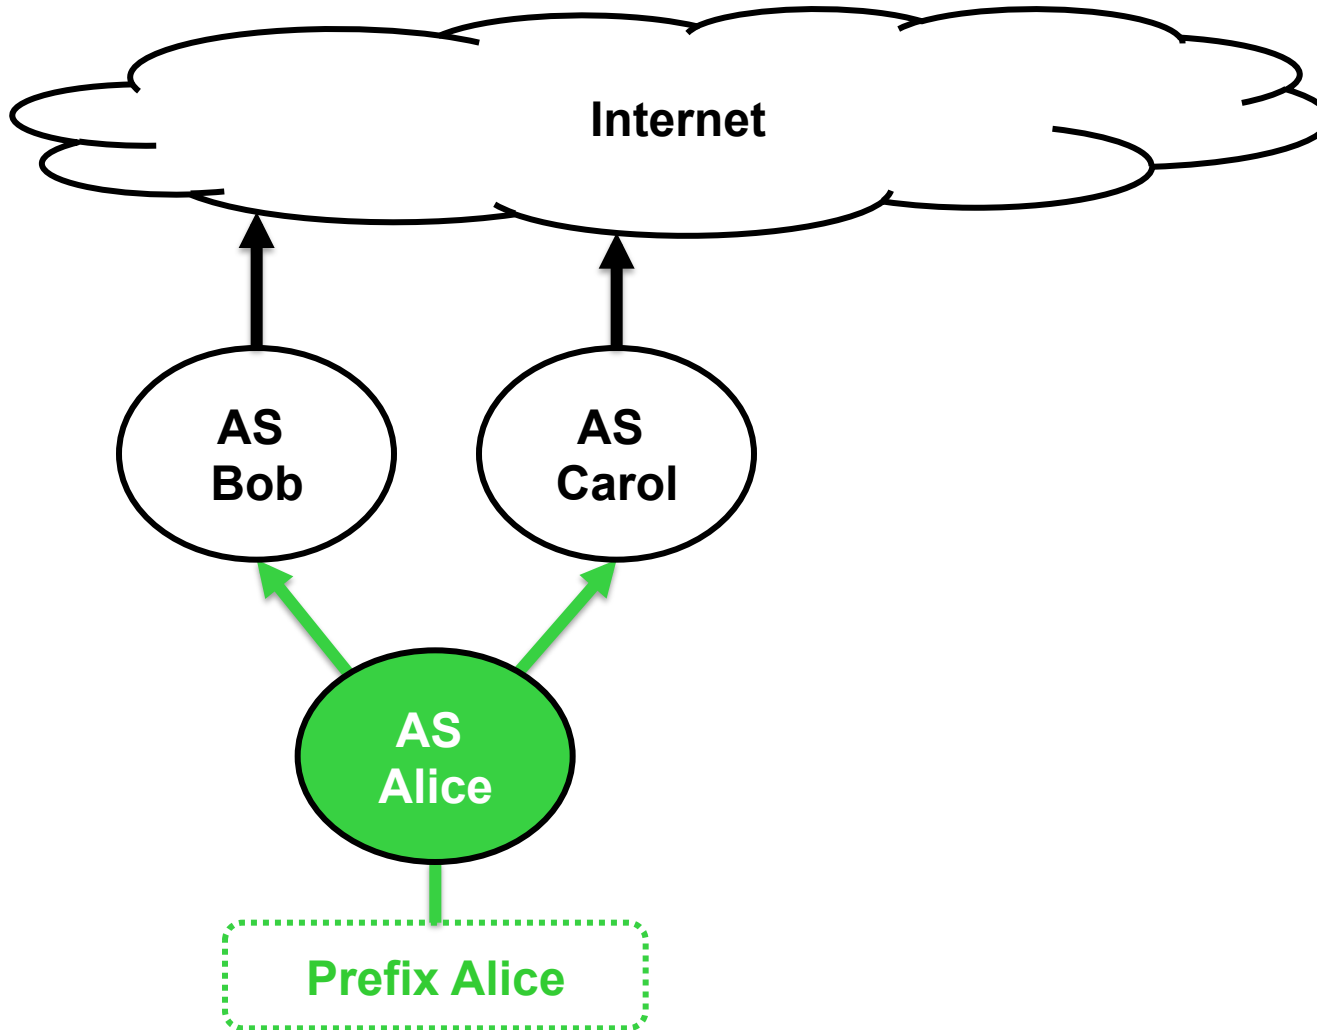 Internet
AS
Bob
AS
Carol
AS
Alice
Prefix Alice